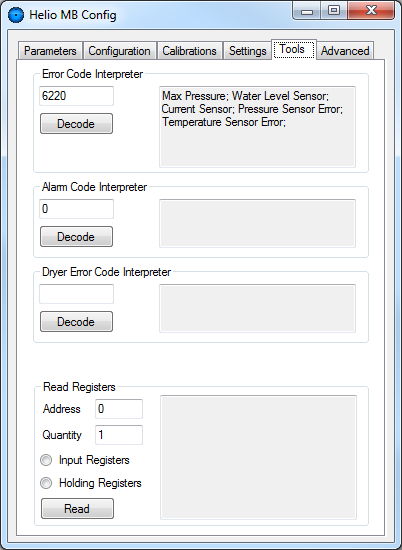 Helio MB Config
Parameters Configuration Calibrations Settings Tools Advanced
Error Code Interpreter
6220
Decode
Max Pressure; Water Level Sensor;
Current Sensor; Pressure Sensor Error;
Temperature Sensor Error;
Alarm Code Interpreter
0
Decode
Dryer Error Code Interpreter
Decode
Read Registers
Address 0
Quantity 1
Input Registers
Holding Registers
Read